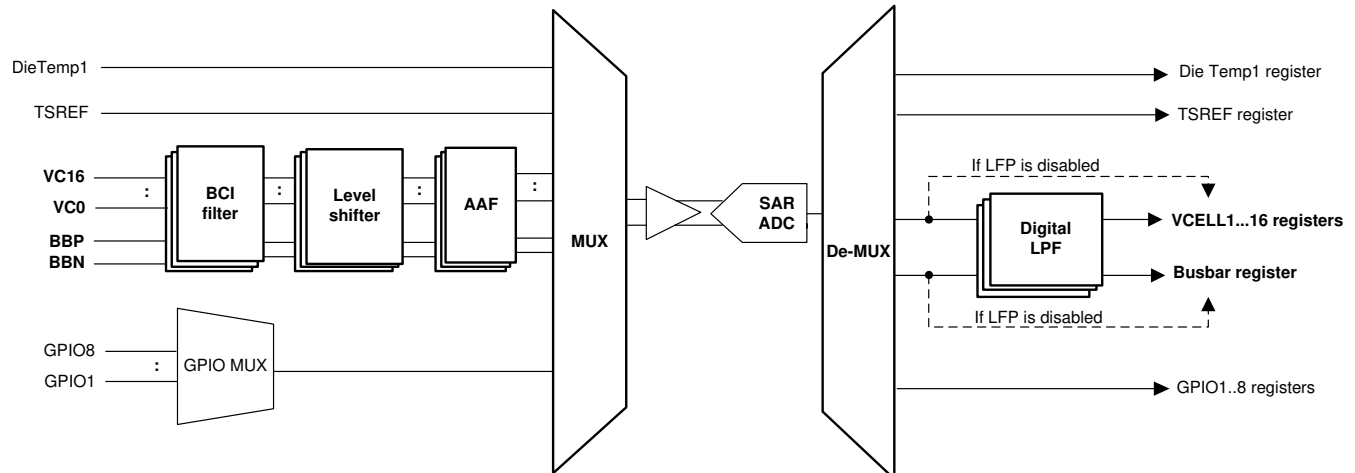 DieTemp1
TSREF
VC16
:
VC0
BBP
BBN
BCI
filter
:
Level
shifter
:
AAF
:
GPIO8
:
GPIO1
GPIO MUX
MUX
SAR
ADC
De-MUX
Die Temp1 register
TSREF register
If LFP is disabled
Digital
LPF
VCELL1...16 registers
Busbar register
If LFP is disabled
GPIO1..8 registers